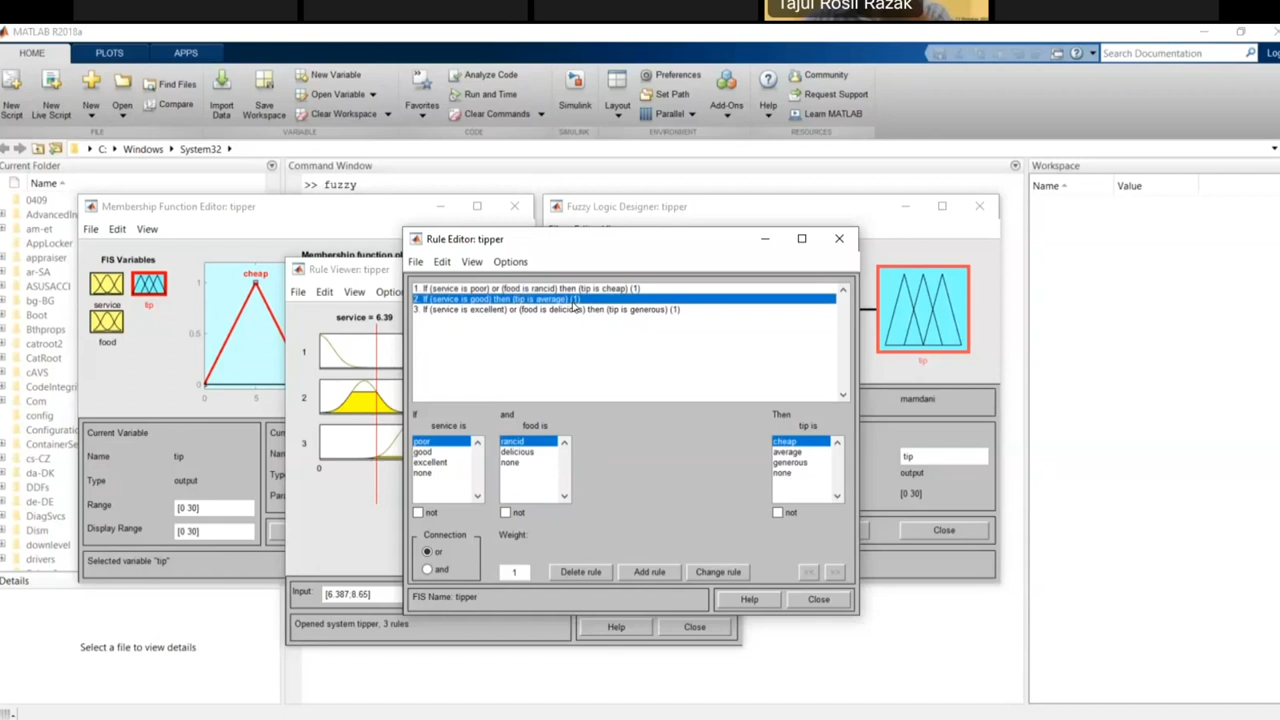 Tajul Rosli Razak
MATLAB R2018a
HOME
PLOTS
APPS
Search Documentation
New Script
New Live Script
New
Open
Find Files
Compare
Import Data
Save Workspace
New Variable
Open Variable
Clear Workspace
Favorites
Analyze Code
Run and Time
Clear Commands
Simulink
Layout
Preferences
Set Path
Parallel
Add-Ons
Help
Community
Request Support
Learn MATLAB
FILE
VARIABLE
CODE
SIMULINK
ENVIRONMENT
RESOURCES
C: Windows System32
Current Folder
Command Window
Workspace
Name
>> fuzzy
Name
Value
0409
AdvancedIn
am-et
AppLocker
appraiser
ar-SA
ASUSACCI
bg-BG
Boot
Bthprops
catroot2
CatRoot
cAVS
CodeIntegrit
Com
config
Configuratio
ContainerSe
cs-CZ
da-DK
DDFs
de-DE
DiagSvcs
Dism
downlevel
drivers
Details
Select a file to view details
Membership Function Editor: tipper
File Edit View
FIS Variables
service
tip
food
cheap
1
0.5
0
0
5
Current Variable
Name
tip
Type
output
Range
[0 30]
Display Range
[0 30]
Selected variable "tip"
Rule Viewer: tipper
File Edit View Optio
service = 6.39
1
2
3
0
Input:
[6.387;8.65]
Opened system tipper, 3 rules
Help
Close
Fuzzy Logic Designer: tipper
tip
mamdani
tip
output
[0 30]
Close
Rule Editor: tipper
File Edit View Options
1. If (service is poor) or (food is rancid) then (tip is cheap) (1)
2. If (service is good) then (tip is average) (1)
3. If (service is excellent) or (food is delicious) then (tip is generous) (1)
If
and
Then
service is
food is
tip is
poor
good
excellent
none
rancid
delicious
none
cheap
average
generous
none
not
not
not
Connection
or
and
Weight:
1
Delete rule
Add rule
Change rule
<<
>>
FIS Name: tipper
Help
Close